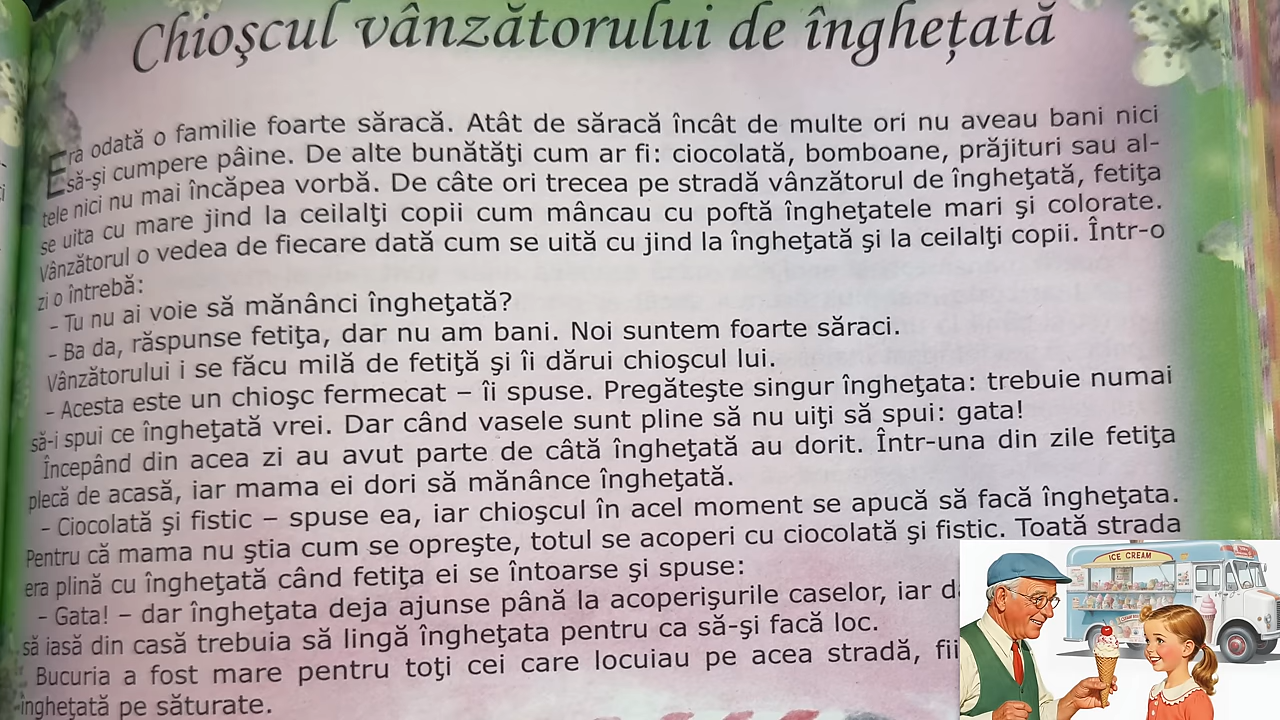 Chioşcul vânzătorului de îngheţată
Era odată o familie foarte săracă. Atât de săracă încât de multe ori nu aveau bani nici
să-şi cumpere pâine. De alte bunătăţi cum ar fi: ciocolată, bomboane, prăjituri sau al-
tele nici nu mai încăpea vorbă. De câte ori trecea pe stradă vânzătorul de îngheţată, fetiţa
se uita cu mare jind la ceilalţi copii cum mâncau cu poftă îngheţatele mari şi colorate.
Vânzătorul o vedea de fiecare dată cum se uită cu jind la îngheţată şi la ceilalţi copii. Într-o
zi o întrebă:
– Tu nu ai voie să mănânci îngheţată?
– Ba da, răspunse fetiţa, dar nu am bani. Noi suntem foarte săraci.
Vânzătorului i se făcu milă de fetiţă şi îi dărui chioşcul lui.
– Acesta este un chioşc fermecat – îi spuse. Pregăteşte singur îngheţata: trebuie numai
să-i spui ce îngheţată vrei. Dar când vasele sunt pline să nu uiţi să spui: gata!
Începând din acea zi au avut parte de câtă îngheţată au dorit. Într-una din zile fetiţa
plecă de acasă, iar mama ei dori să mănânce îngheţată.
– Ciocolată şi fistic – spuse ea, iar chioşcul în acel moment se apucă să facă îngheţata.
Pentru că mama nu ştia cum se opreşte, totul se acoperi cu ciocolată şi fistic. Toată strada
era plină cu îngheţată când fetiţa ei se întoarse şi spuse:
– Gata! – dar îngheţata deja ajunse până la acoperişurile caselor, iar
să iasă din casă trebuia să lingă îngheţata pentru ca să-şi facă loc.
Bucuria a fost mare pentru toţi cei care locuiau pe acea stradă,
îngheţată pe săturate.
ICE CREAM